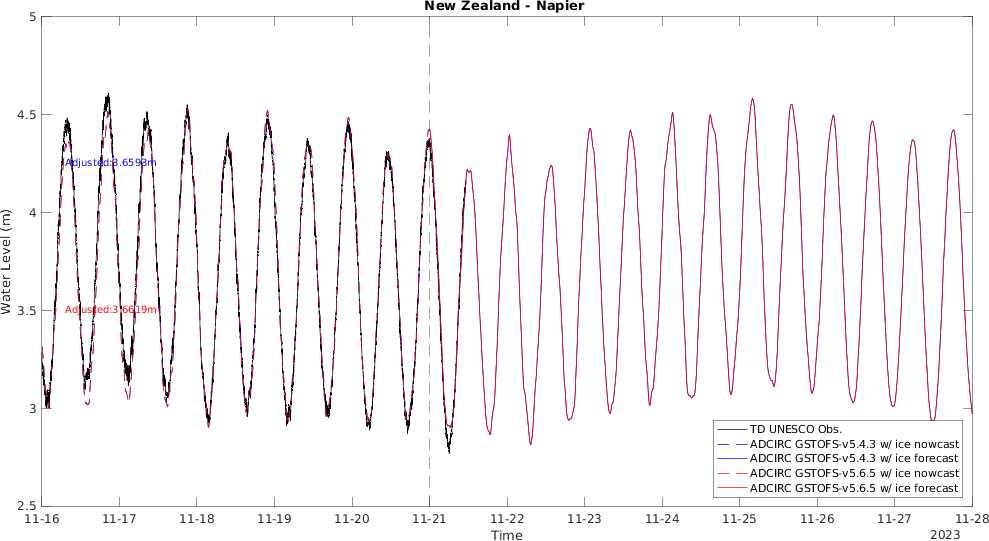 New Zealand - Napier
5
4.5
4
3.5
3
2.5
Water Level (m)
Adjusted:3.6593m
Adjusted:3.6619m
TD UNESCO Obs.
ADCIRC GSTOFS-v5.4.3 w/ ice nowcast
ADCIRC GSTOFS-v5.4.3 w/ ice forecast
ADCIRC GSTOFS-v5.6.5 w/ ice nowcast
ADCIRC GSTOFS-v5.6.5 w/ ice forecast
11-16 11-17 11-18 11-19 11-20 11-21 11-22 11-23 11-24 11-25 11-26 11-27 11-28
Time
2023